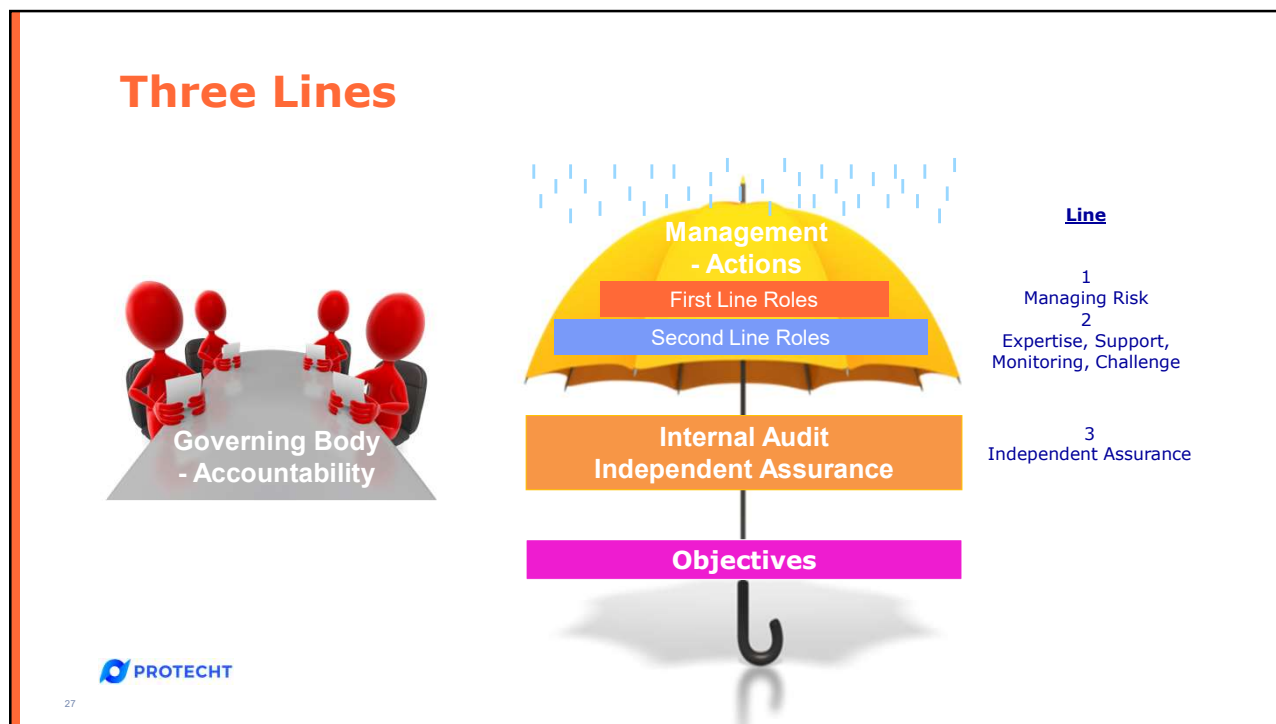 Three Lines
Management
- Actions
First Line Roles
Second Line Roles
Governing Body
- Accountability
Internal Audit
Independent Assurance
Objectives
Line
1
Managing Risk
2
Expertise, Support,
Monitoring, Challenge
3
Independent Assurance
PROTECHT
27